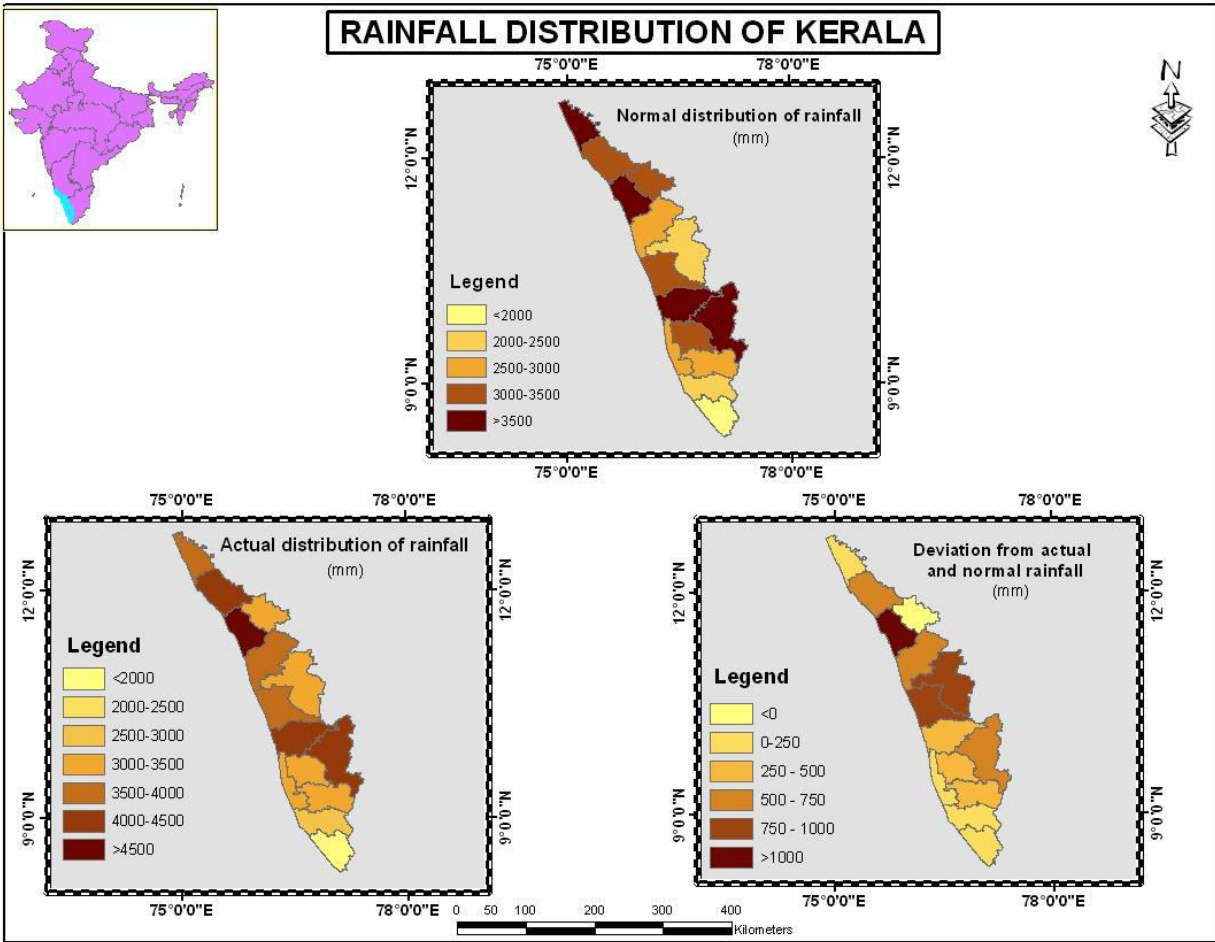 RAINFALL DISTRIBUTION OF KERALA
N
75°0'0"E
78°0'0"E
Normal distribution of rainfall
(mm)
12°0'0"N
12°0'0"N
Legend
<2000
2000-2500
2500-3000
3000-3500
>3500
9°0'0"N
9°0'0"N
75°0'0"E
78°0'0"E
75°0'0"E
78°0'0"E
Actual distribution of rainfall
(mm)
12°0'0"N
12°0'0"N
Legend
<2000
2000-2500
2500-3000
3000-3500
3500-4000
4000-4500
>4500
9°0'0"N
9°0'0"N
75°0'0"E
78°0'0"E
75°0'0"E
78°0'0"E
Deviation from actual
and normal rainfall
(mm)
12°0'0"N
12°0'0"N
Legend
<0
0-250
250 - 500
500 - 750
750 - 1000
>1000
9°0'0"N
9°0'0"N
75°0'0"E
78°0'0"E
0 50 100 200 300 400
Kilometers